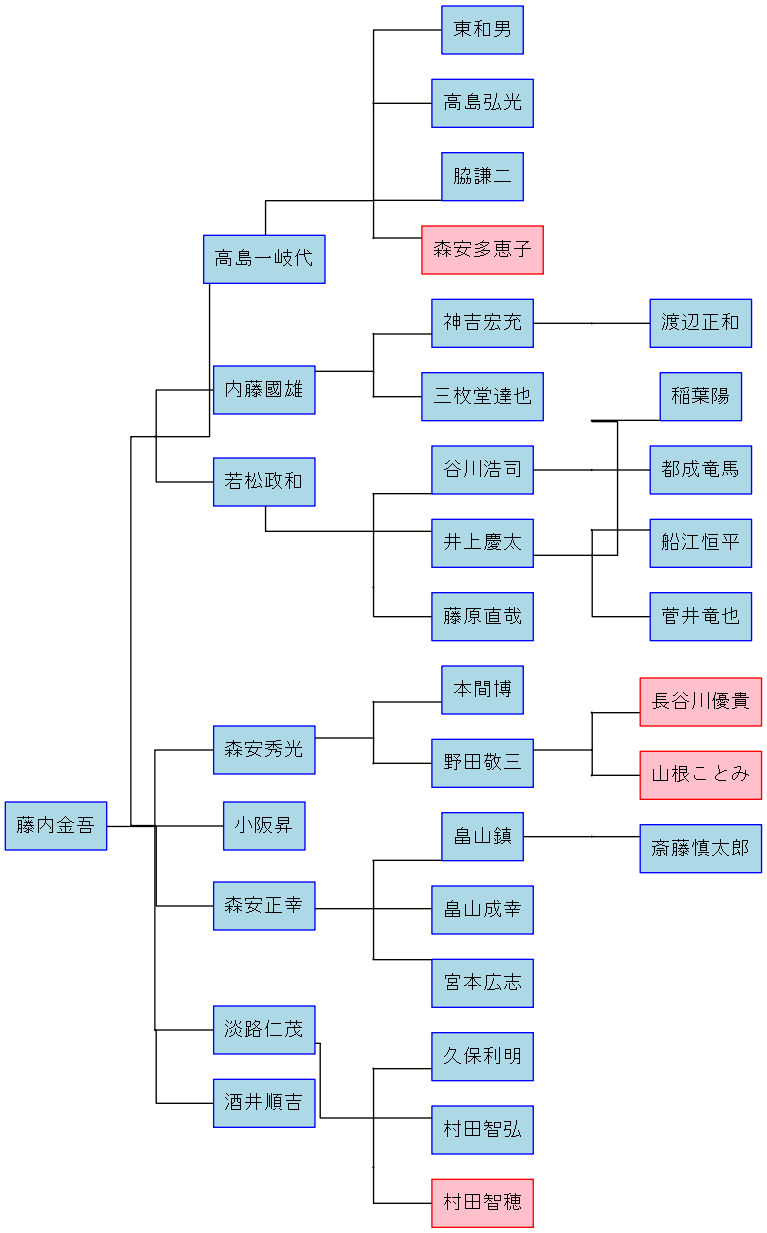 東和男
高島弘光
脇謙二
高島一岐代
森安多恵子
神吉宏充
渡辺正和
内藤國雄
三枚堂達也
稲葉陽
若松政和
谷川浩司
都成竜馬
井上慶太
船江恒平
藤原直哉
菅井竜也
本間博
長谷川優貴
森安秀光
野田敬三
山根ことみ
藤内金吾
小阪昇
畠山鎮
斎藤慎太郎
森安正幸
畠山成幸
宮本広志
淡路仁茂
久保利明
酒井順吉
村田智弘
村田智穂